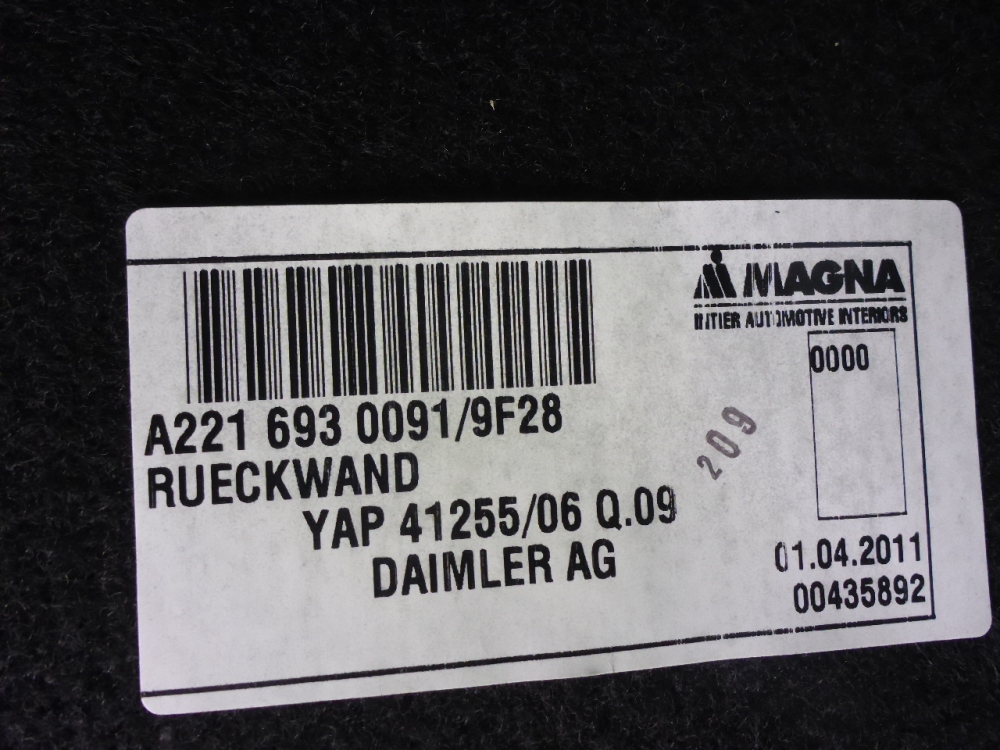 MAGNA
INTIER AUTOMOTIVE INTERIORS
0000
A221 693 0091/9F28
RUECKWAND
209
YAP 41255/06 Q.09
DAIMLER AG
01.04.2011
00435892